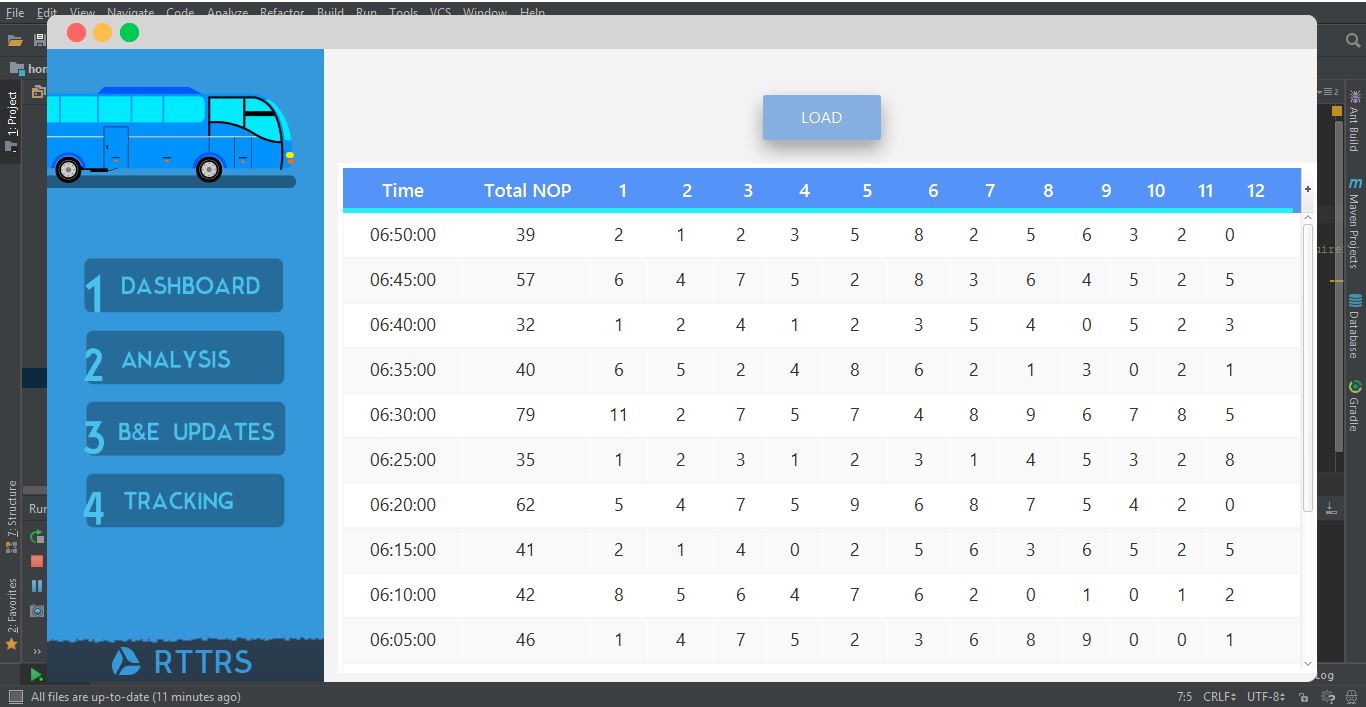 File Edit View Navigate Code Analyze Refactor Build Run Tools VCS Window Help
1: Project
7: Structure
2: Favorites
Run
1 DASHBOARD
2 ANALYSIS
3 B&E UPDATES
4 TRACKING
RTTRS
LOAD
Time Total NOP 1 2 3 4 5 6 7 8 9 10 11 12 +
06:50:00 39 2 1 2 3 5 8 2 5 6 3 2 0
06:45:00 57 6 4 7 5 2 8 3 6 4 5 2 5
06:40:00 32 1 2 4 1 2 3 5 4 0 5 2 3
06:35:00 40 6 5 2 4 8 6 2 1 3 0 2 1
06:30:00 79 11 2 7 5 7 4 8 9 6 7 8 5
06:25:00 35 1 2 3 1 2 3 1 4 5 3 2 8
06:20:00 62 5 4 7 5 9 6 8 7 5 4 2 0
06:15:00 41 2 1 4 0 2 5 6 3 6 5 2 5
06:10:00 42 8 5 6 4 7 6 2 0 1 0 1 2
06:05:00 46 1 4 7 5 2 3 6 8 9 0 0 1
Ant Build
Maven Projects
Database
Gradle
All files are up-to-date (11 minutes ago)
7:5 CRLF UTF-8